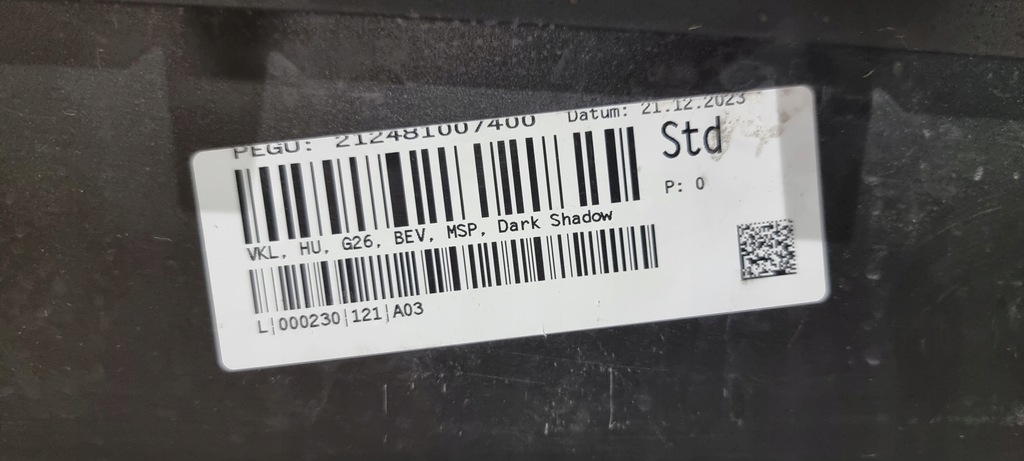 PEGU: 212481007400 Datum: 21.12.2023
Std
P: 0
VKL, HU, G26, BEV, MSP, Dark Shadow
L|000230|121|A03